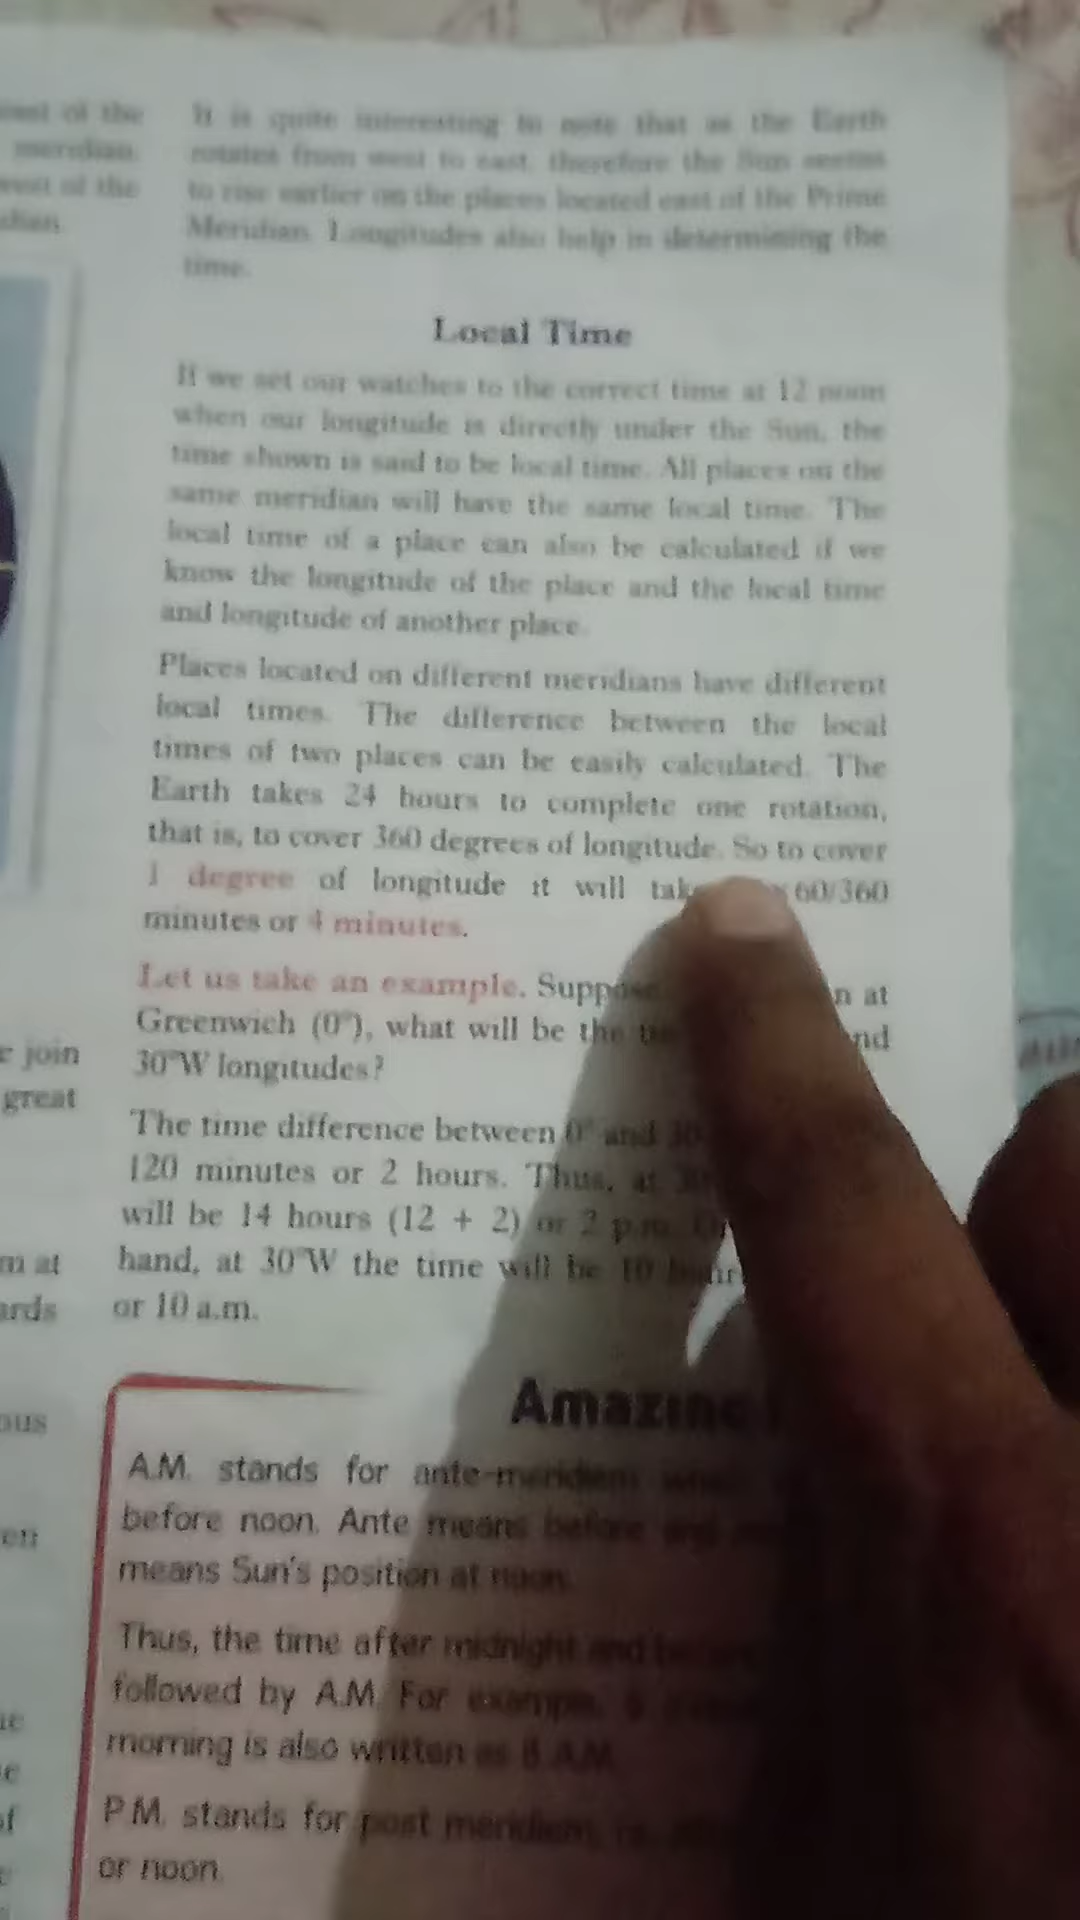 east of the
meridian
west of the
dian
It is quite interesting to note that as the Earth
rotates from west to east, therefore the Sun seems
to rise earlier on the places located east of the Prime
Meridian. Longitudes also help in determining the
time.
Local Time
If we set our watches to the correct time at 12 noon
when our longitude is directly under the Sun, the
time shown is said to be local time. All places on the
same meridian will have the same local time. The
local time of a place can also be calculated if we
know the longitude of the place and the local time
and longitude of another place.
Places located on different meridians have different
local times. The difference between the local
times of two places can be easily calculated. The
Earth takes 24 hours to complete one rotation,
that is, to cover 360 degrees of longitude. So to cover
1 degree of longitude it will take 60/360
minutes or 4 minutes.
Let us take an example. Suppose n at
Greenwich (0°), what will be the nd
30°W longitudes?
The time difference between 0° and
120 minutes or 2 hours. Thus, at
will be 14 hours (12 + 2) or 2 p.m.
hand, at 30°W the time will be 10
or 10 a.m.
join
great
m at
ards
ous
en
of
Amazing
A.M. stands for ante-meridiem
before noon. Ante means before
means Sun's position at noon.
Thus, the time after midnight and
followed by A.M. For example,
morning is also written as 8 A.M.
P.M. stands for post meridiem,
or noon.